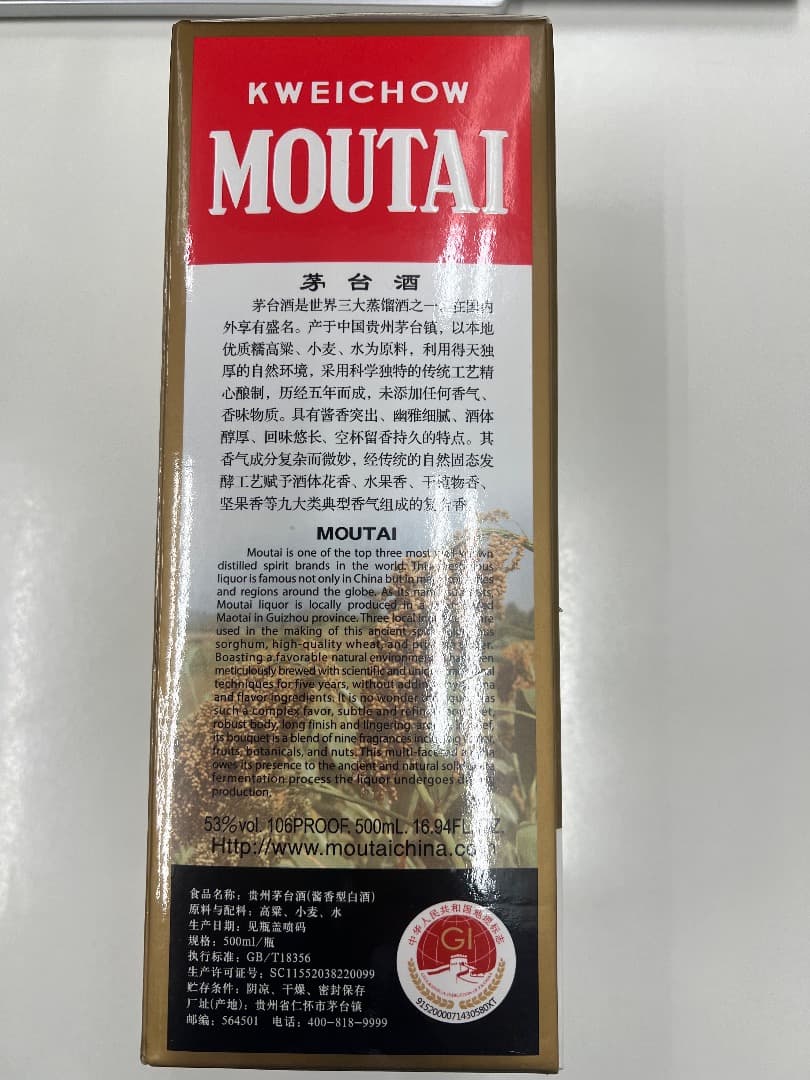 KWEICHOW
MOUTAI
茅台酒
茅台酒是世界三大蒸馏酒之一，在国内
外享有盛名。产于中国贵州茅台镇，以本地
优质糯高粱、小麦、水为原料，利用得天独
厚的自然环境，采用科学独特的传统工艺精
心酿制，历经五年而成，未添加任何香气、
香味物质。具有酱香突出、幽雅细腻、酒体
醇厚、回味悠长、空杯留香持久的特点。其
香气成分复杂而微妙，经传统的自然固态发
酵工艺赋予酒体花香、水果香、干植物香、
坚果香等九大类典型香气组成的复合香
MOUTAI
Moutai is one of the top three most
distilled spirit brands in the world.
liquor is famous not only in China but in
and regions around the globe. As its
Moutai liquor is locally produced in a
Maotai in Guizhou province. Three local
used in the making of this ancient
sorghum, high-quality wheat, and
Boasting a favorable natural
meticulously brewed with scientific and
techniques for five years, without
and flavor ingredients. It is no wonder
such a complex favor, subtle and
robust body, long finish and lingering
its bouquet is a blend of nine fragrances
fruits, botanicals, and nuts. This
owes its presence to the ancient and natural
fermentation process the liquor undergoes
production.
53%vol. 106PROOF. 500mL. 16.94FL.OZ.
Http://www.moutaichina.com
食品名称：贵州茅台酒(酱香型白酒)
原料与配料：高粱、小麦、水
生产日期：见瓶盖喷码
规格：500ml/瓶
执行标准：GB/T18356
生产许可证号：SC11552038220099
贮存条件：阴凉、干燥、密封保存
厂址(产地)：贵州省仁怀市茅台镇
邮编：564501 电话：400-818-9999
中华人民共和国地理标志
GI
915200007143058​0XT